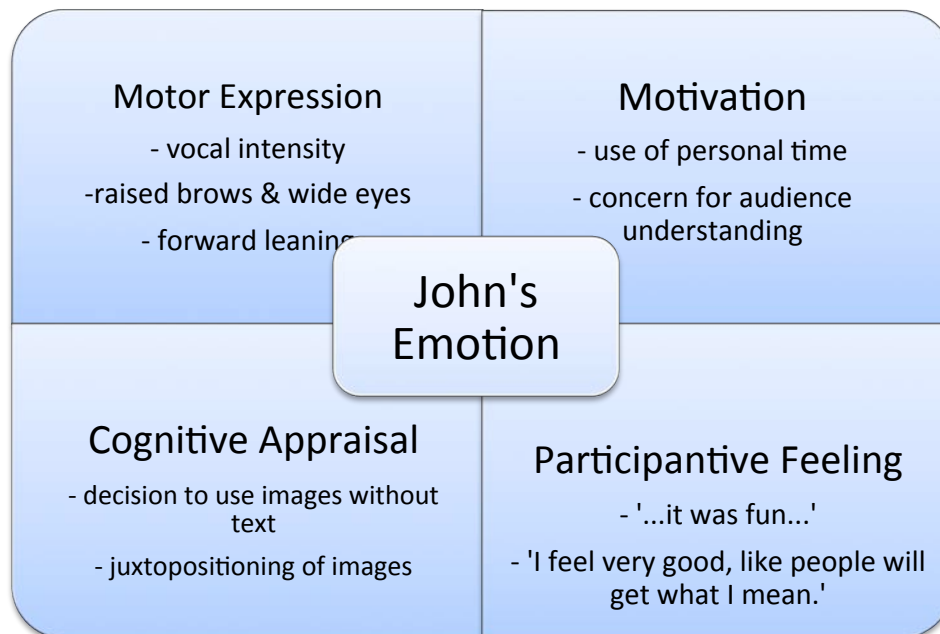 Motor Expression
- vocal intensity
-raised brows & wide eyes
- forward leaning
Motivation
- use of personal time
- concern for audience
understanding
John's
Emotion
Cognitive Appraisal
- decision to use images without
text
- juxtopositioning of images
Participantive Feeling
- '...it was fun...'
- 'I feel very good, like people will
get what I mean.'